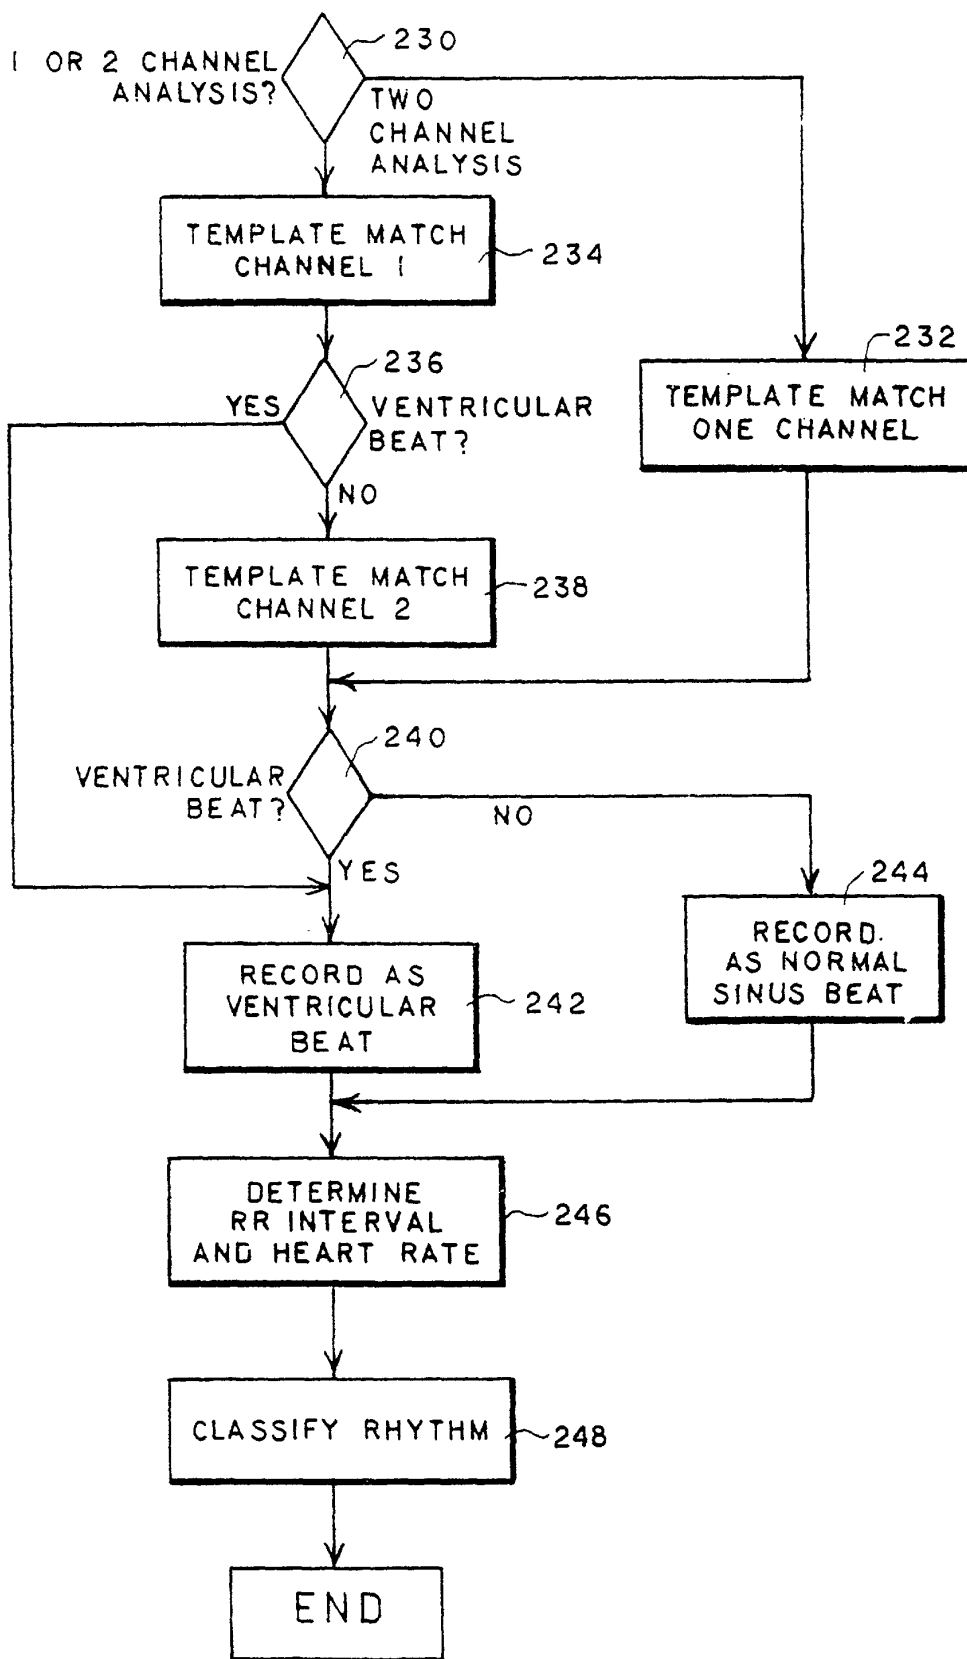 230
1 OR 2 CHANNEL
ANALYSIS?
TWO
CHANNEL
ANALYSIS
TEMPLATE MATCH
CHANNEL 1
234
232
TEMPLATE MATCH
ONE CHANNEL
236
YES
VENTRICULAR
BEAT?
NO
TEMPLATE MATCH
CHANNEL 2
238
240
VENTRICULAR
BEAT?
NO
YES
244
RECORD.
AS NORMAL
SINUS BEAT
RECORD AS
VENTRICULAR
BEAT
242
DETERMINE
RR INTERVAL
AND HEART RATE
246
CLASSIFY RHYTHM
248
END